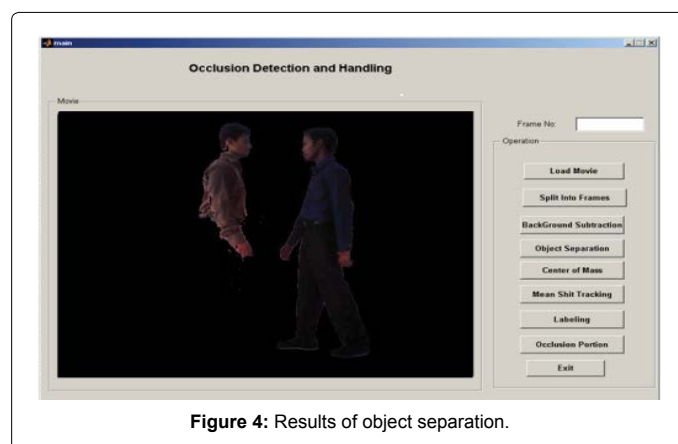 main
Occlusion Detection and Handling
Movie
Frame No:
Operation
Load Movie
Split Into Frames
BackGround Subtraction
Object Separation
Center of Mass
Mean Shit Tracking
Labeling
Occlusion Portion
Exit
Figure 4: Results of object separation.